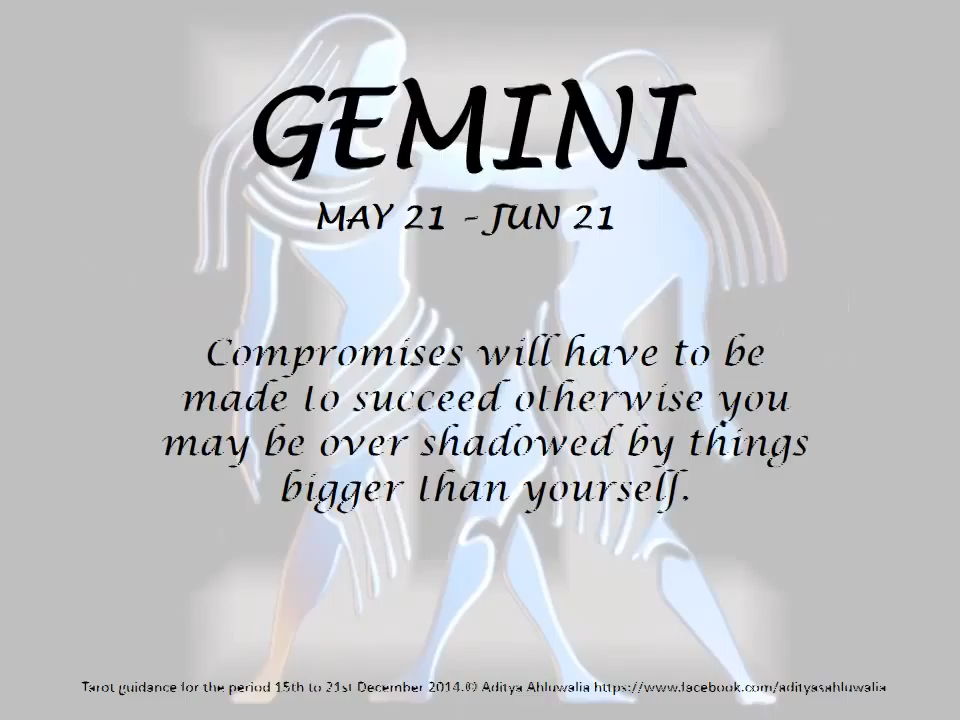 GEMINI
MAY 21 - JUN 21
Compromises will have to be
made to succeed otherwise you
may be over shadowed by things
bigger than yourself.
Tarot guidance for the period 15th to 21st December 2014.© Aditya Ahluwalia https://www.facebook.com/adityasahluwalia